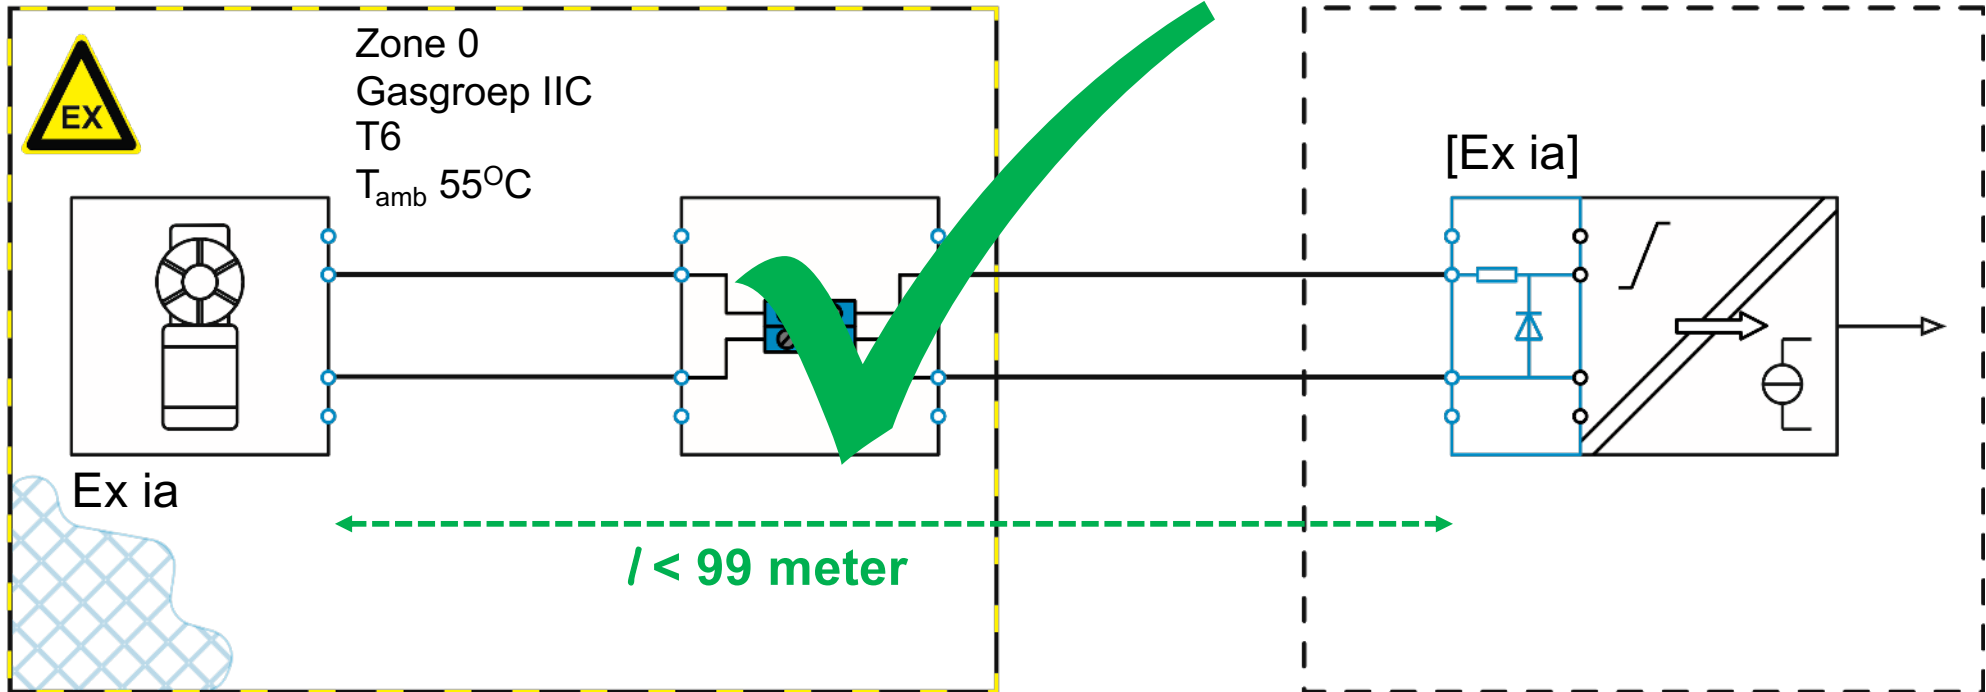 Zone 0
Gasgroep IIC
T6
Tamb 55OC
EX
[Ex ia]
Ex ia
l < 99 meter